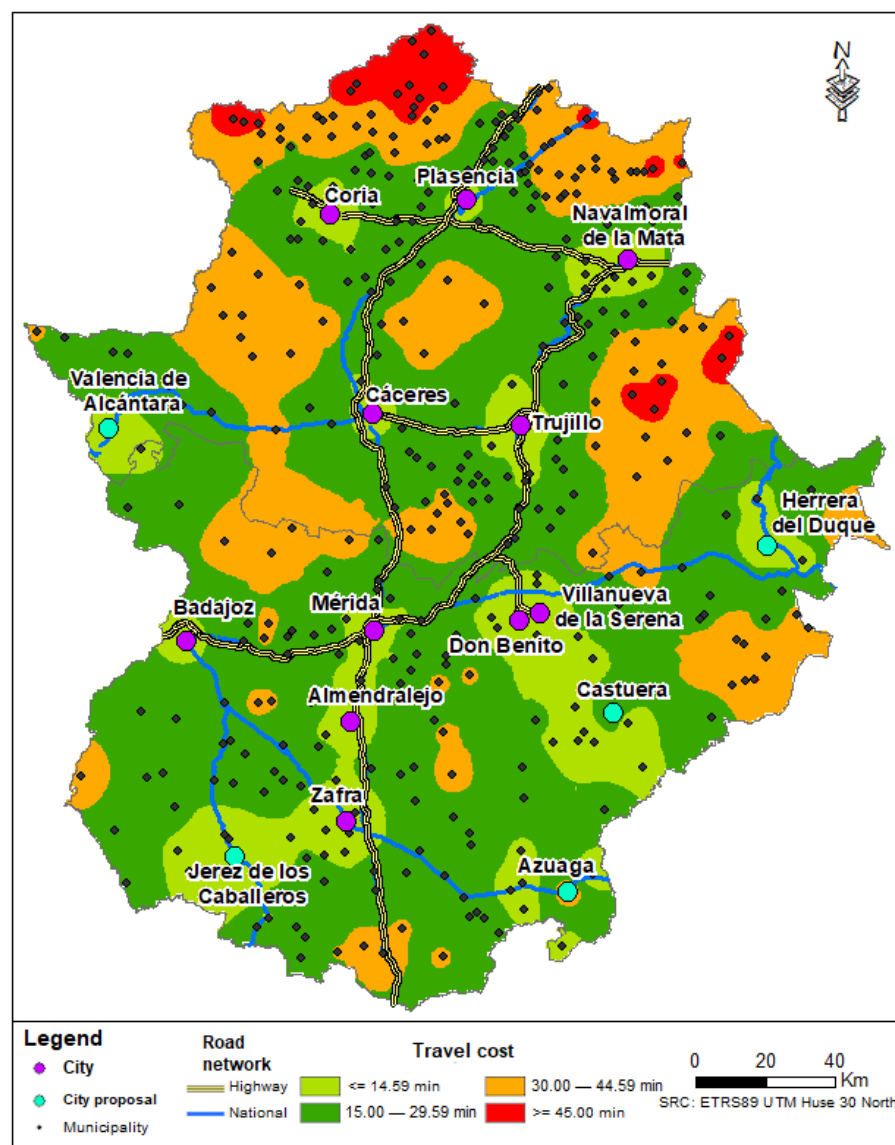 N
Plasencia
Coria
Navalmoral
de la Mata
Valencia de
Alcántara
Cáceres
Trujillo
Herrera
del Duque
Badajoz
Mérida
Villanueva
de la Serena
Don Benito
Almendralejo
Castuera
Zafra
Jerez de los
Caballeros
Azuaga
Legend
City
City proposal
Municipality
Road
network
Highway
National
Travel cost
<= 14.59 min
15.00 — 29.59 min
30.00 — 44.59 min
>= 45.00 min
0 20 40
Km
SRC: ETRS89 UTM Huse 30 North